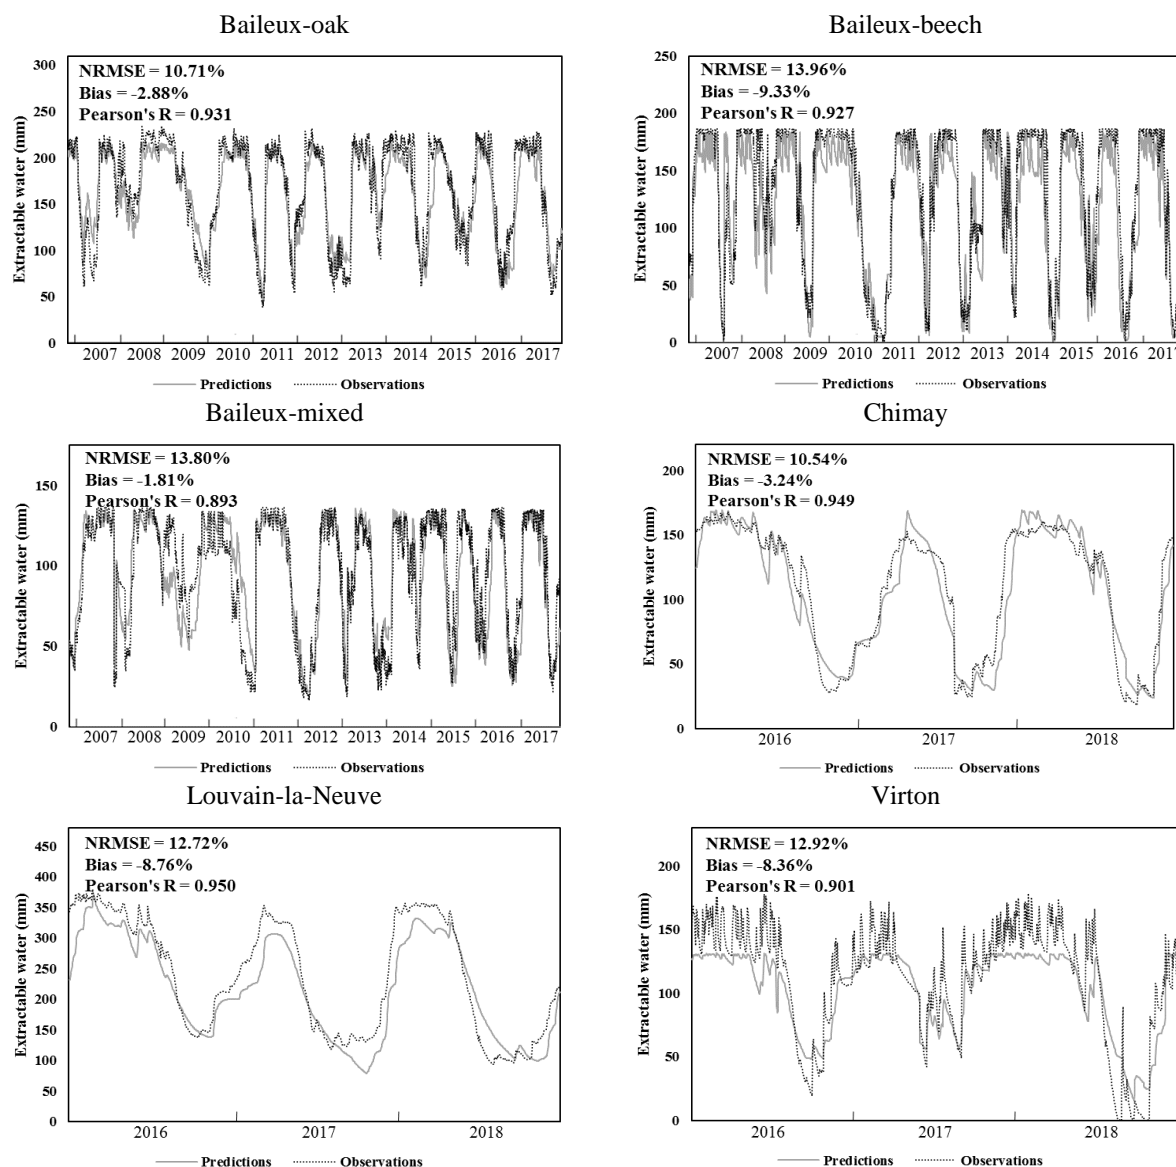 Baileux-oak
Extractable water (mm)
300
250
200
150
100
50
0
NRMSE = 10.71%
Bias = -2.88%
Pearson's R = 0.931
2007 2008 2009 2010 2011 2012 2013 2014 2015 2016 2017
Predictions Observations
Baileux-beech
Extractable water (mm)
250
200
150
100
50
0
NRMSE = 13.96%
Bias = -9.33%
Pearson's R = 0.927
2007 2008 2009 2010 2011 2012 2013 2014 2015 2016 2017
Predictions Observations
Baileux-mixed
Extractable water (mm)
150
100
50
0
NRMSE = 13.80%
Bias = -1.81%
Pearson's R = 0.893
2007 2008 2009 2010 2011 2012 2013 2014 2015 2016 2017
Predictions Observations
Chimay
Extractable water (mm)
200
150
100
50
0
NRMSE = 10.54%
Bias = -3.24%
Pearson's R = 0.949
2016 2017 2018
Predictions Observations
Louvain-la-Neuve
Extractable water (mm)
450
400
350
300
250
200
150
100
50
0
NRMSE = 12.72%
Bias = -8.76%
Pearson's R = 0.950
2016 2017 2018
Predictions Observations
Virton
Extractable water (mm)
200
150
100
50
0
NRMSE = 12.92%
Bias = -8.36%
Pearson's R = 0.901
2016 2017 2018
Predictions Observations